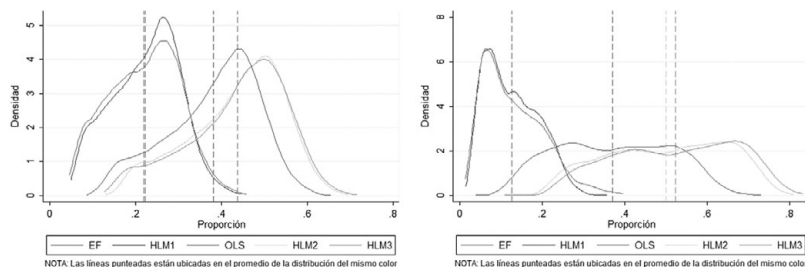 5
4
3
2
1
0
Densidad
0 .2 .4 .6 .8
Proporción
EF HLM1 OLS HLM2 HLM3
NOTA: Las líneas punteadas están ubicadas en el promedio de la distribución del mismo color
8
6
4
2
0
Densidad
0 .2 .4 .6 .8
Proporción
EF HLM1 OLS HLM2 HLM3
NOTA: Las líneas punteadas están ubicadas en el promedio de la distribución del mismo color